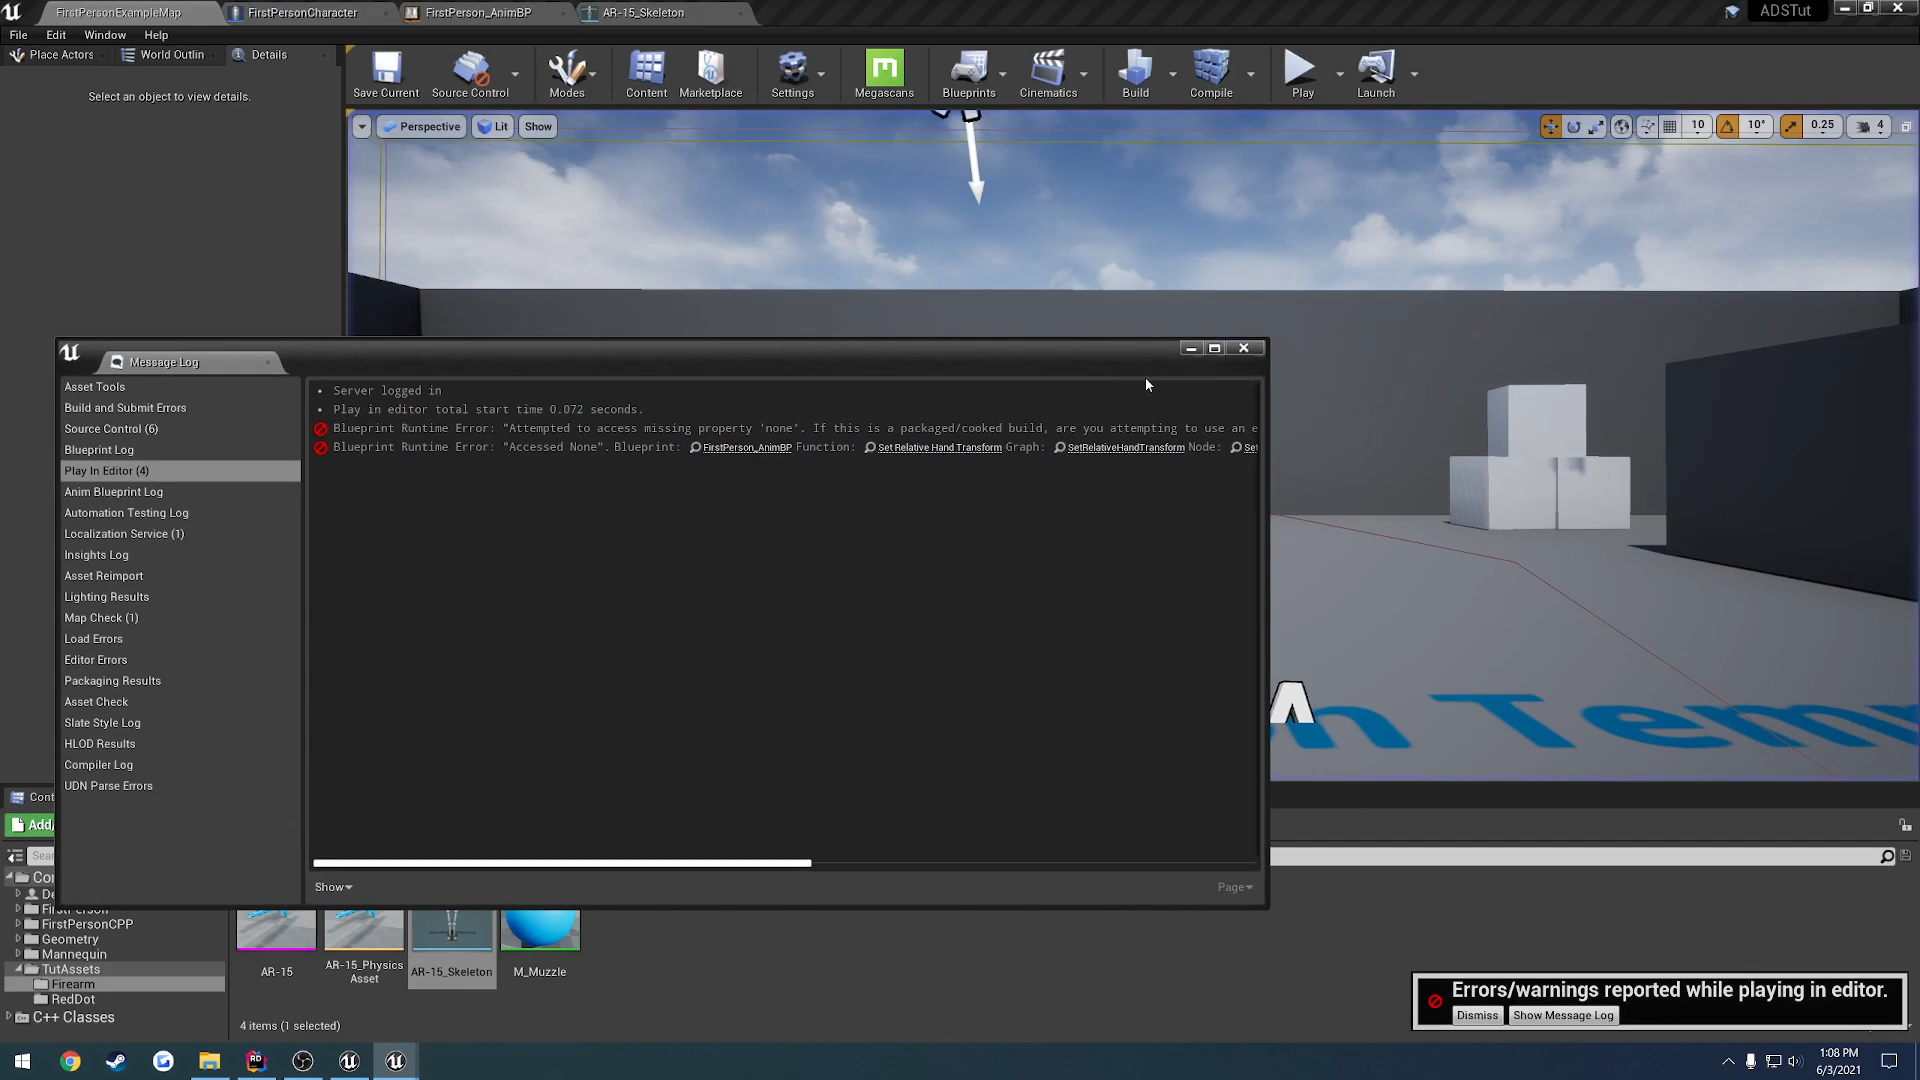 FirstPersonExampleMap
FirstPersonCharacter
FirstPerson_AnimBP
AR-15_Skeleton
ADSTut
File Edit Window Help
Place Actors
World Outlin
Details
Select an object to view details.
Save Current
Source Control
Modes
Content
Marketplace
Settings
Megascans
Blueprints
Cinematics
Build
Compile
Play
Launch
Perspective
Lit
Show
10
10°
0.25
4
Message Log
Asset Tools
Build and Submit Errors
Source Control (6)
Blueprint Log
Play In Editor (4)
Anim Blueprint Log
Automation Testing Log
Localization Service (1)
Insights Log
Asset Reimport
Lighting Results
Map Check (1)
Load Errors
Editor Errors
Packaging Results
Asset Check
Slate Style Log
HLOD Results
Compiler Log
UDN Parse Errors
Server logged in
Play in editor total start time 0.072 seconds.
Blueprint Runtime Error: "Attempted to access missing property 'none'. If this is a packaged/cooked build, are you attempting to use an e
Blueprint Runtime Error: "Accessed None". Blueprint: FirstPerson_AnimBP Function: Set Relative Hand Transform Graph: SetRelativeHandTransform Node: Set
Show
Page
n Temp
Cont
Add/
Sear
Co
De
FirstPerson
FirstPersonCPP
Geometry
Mannequin
TutAssets
Firearm
RedDot
C++ Classes
AR-15
AR-15_Physics
Asset
AR-15_Skeleton
M_Muzzle
4 items (1 selected)
Errors/warnings reported while playing in editor.
Dismiss
Show Message Log
1:08 PM
6/3/2021